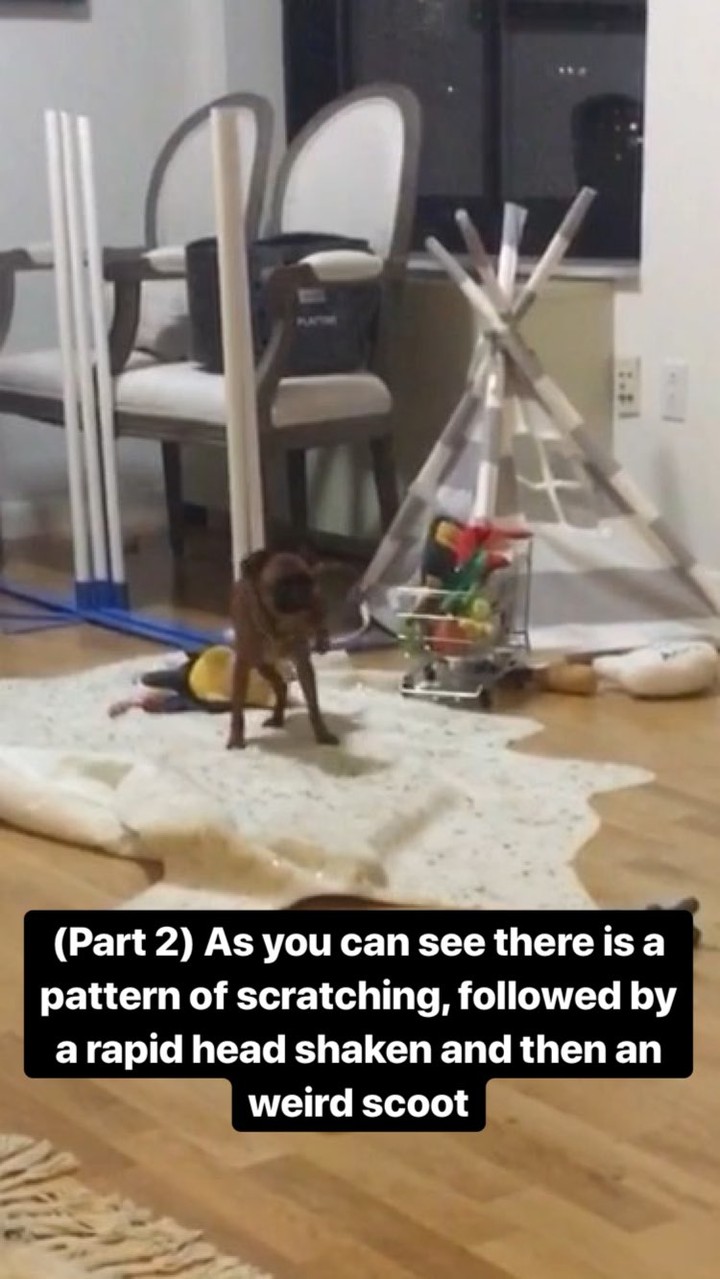 (Part 2) As you can see there is a
pattern of scratching, followed by
a rapid head shaken and then an
weird scoot